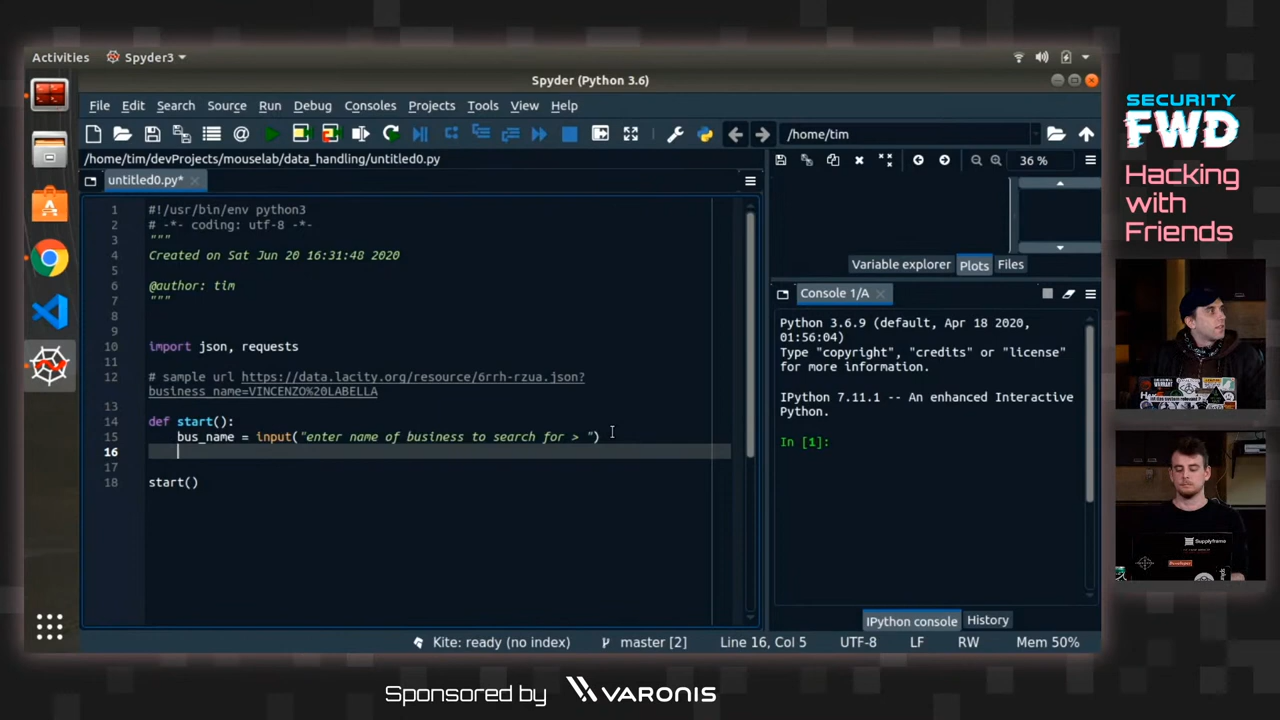 Activities
Spyder3
Spyder (Python 3.6)
File Edit Search Source Run Debug Consoles Projects Tools View Help
/home/tim
/home/tim/devProjects/mouselab/data_handling/untitled0.py
36 %
untitled0.py*
1 #!/usr/bin/env python3
2 # -*- coding: utf-8 -*-
3 """
4 Created on Sat Jun 20 16:31:48 2020
5
6 @author: tim
7 """
8
9
10 import json, requests
11
12 # sample url https://data.lacity.org/resource/6rrh-rzua.json?
business_name=VINCENZO%20LABELLA
13
14 def start():
15 bus_name = input("enter name of business to search for > ")
16
17
18 start()
Variable explorer Plots Files
Console 1/A
Python 3.6.9 (default, Apr 18 2020,
01:56:04)
Type "copyright", "credits" or "license"
for more information.
IPython 7.11.1 -- An enhanced Interactive
Python.
In [1]:
IPython console History
Kite: ready (no index) master [2] Line 16, Col 5 UTF-8 LF RW Mem 50%
SECURITY
FWD
Hacking
with
Friends
Supplyframe
Sponsored by VARONIS